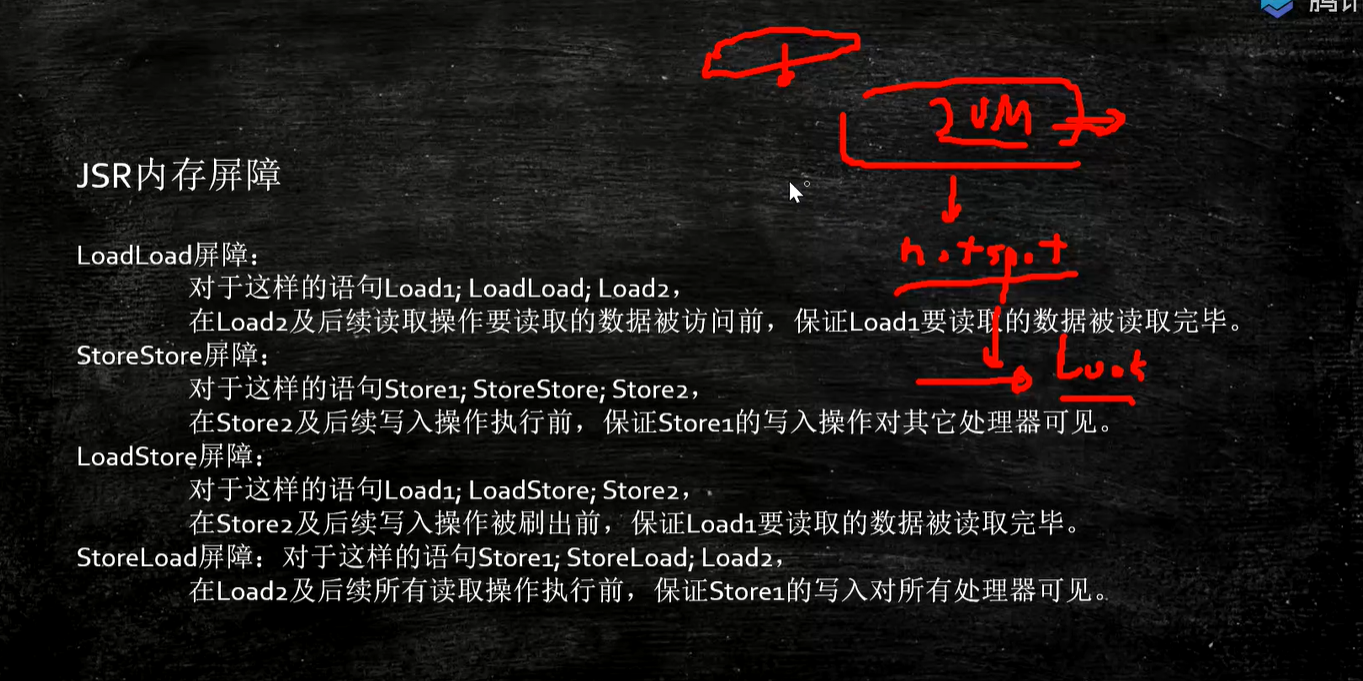 腾讯
JVM
JSR内存屏障
hotspot
LoadLoad屏障：
对于这样的语句Load1; LoadLoad; Load2，
在Load2及后续读取操作要读取的数据被访问前，保证Load1要读取的数据被读取完毕。
StoreStore屏障：
Lock
对于这样的语句Store1; StoreStore; Store2，
在Store2及后续写入操作执行前，保证Store1的写入操作对其它处理器可见。
LoadStore屏障：
对于这样的语句Load1; LoadStore; Store2，
在Store2及后续写入操作被刷出前，保证Load1要读取的数据被读取完毕。
StoreLoad屏障：对于这样的语句Store1; StoreLoad; Load2，
在Load2及后续所有读取操作执行前，保证Store1的写入对所有处理器可见。